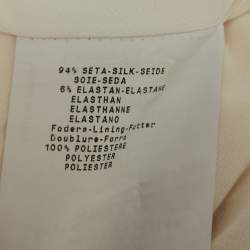 94% SETA-SILK-SEIDE
SOIE-SEDA
6% ELASTAN-ELASTANE
ELASTHAN
ELASTHANNE
ELASTANO
Fodera-Lining-Futter
Doublure-Forro
100% POLIESTERE
POLYESTER
POLIESTER